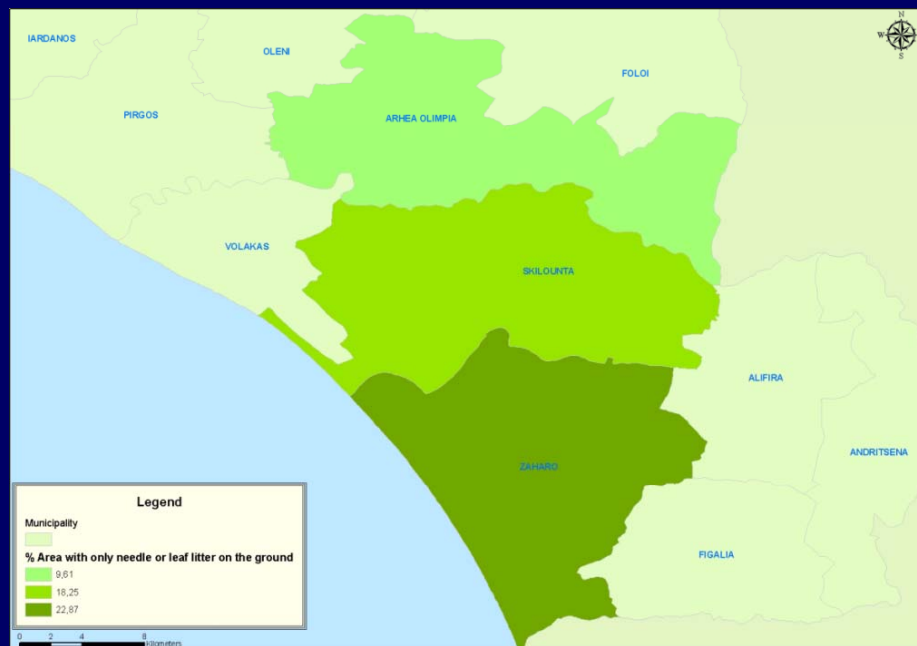 N
W
S
IARDANOS
OLENI
FOLOI
PIRGOS
ARHEA OLIMPIA
VOLAKAS
SKILOUNTA
ALIFIRA
ANDRITSENA
ZAHARO
FIGALIA
Legend
Municipality
% Area with only needle or leaf litter on the ground
9,61
18,25
22,87
0 2 4 8
Kilometers